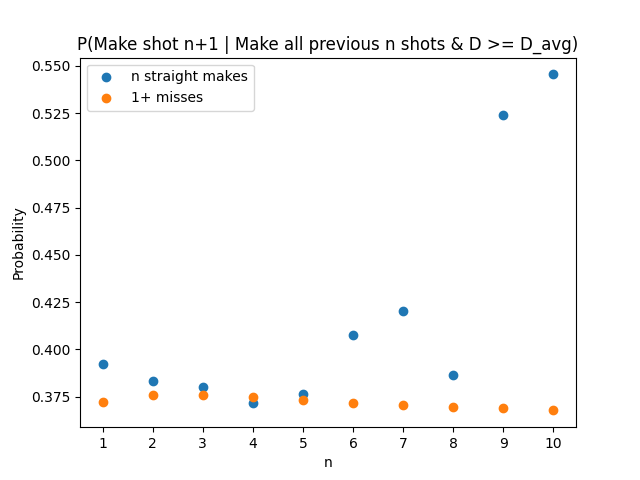 P(Make shot n+1 | Make all previous n shots & D >= D_avg)
n straight makes
1+ misses
0.550
0.525
0.500
0.475
0.450
0.425
0.400
0.375
Probability
1 2 3 4 5 6 7 8 9 10
n